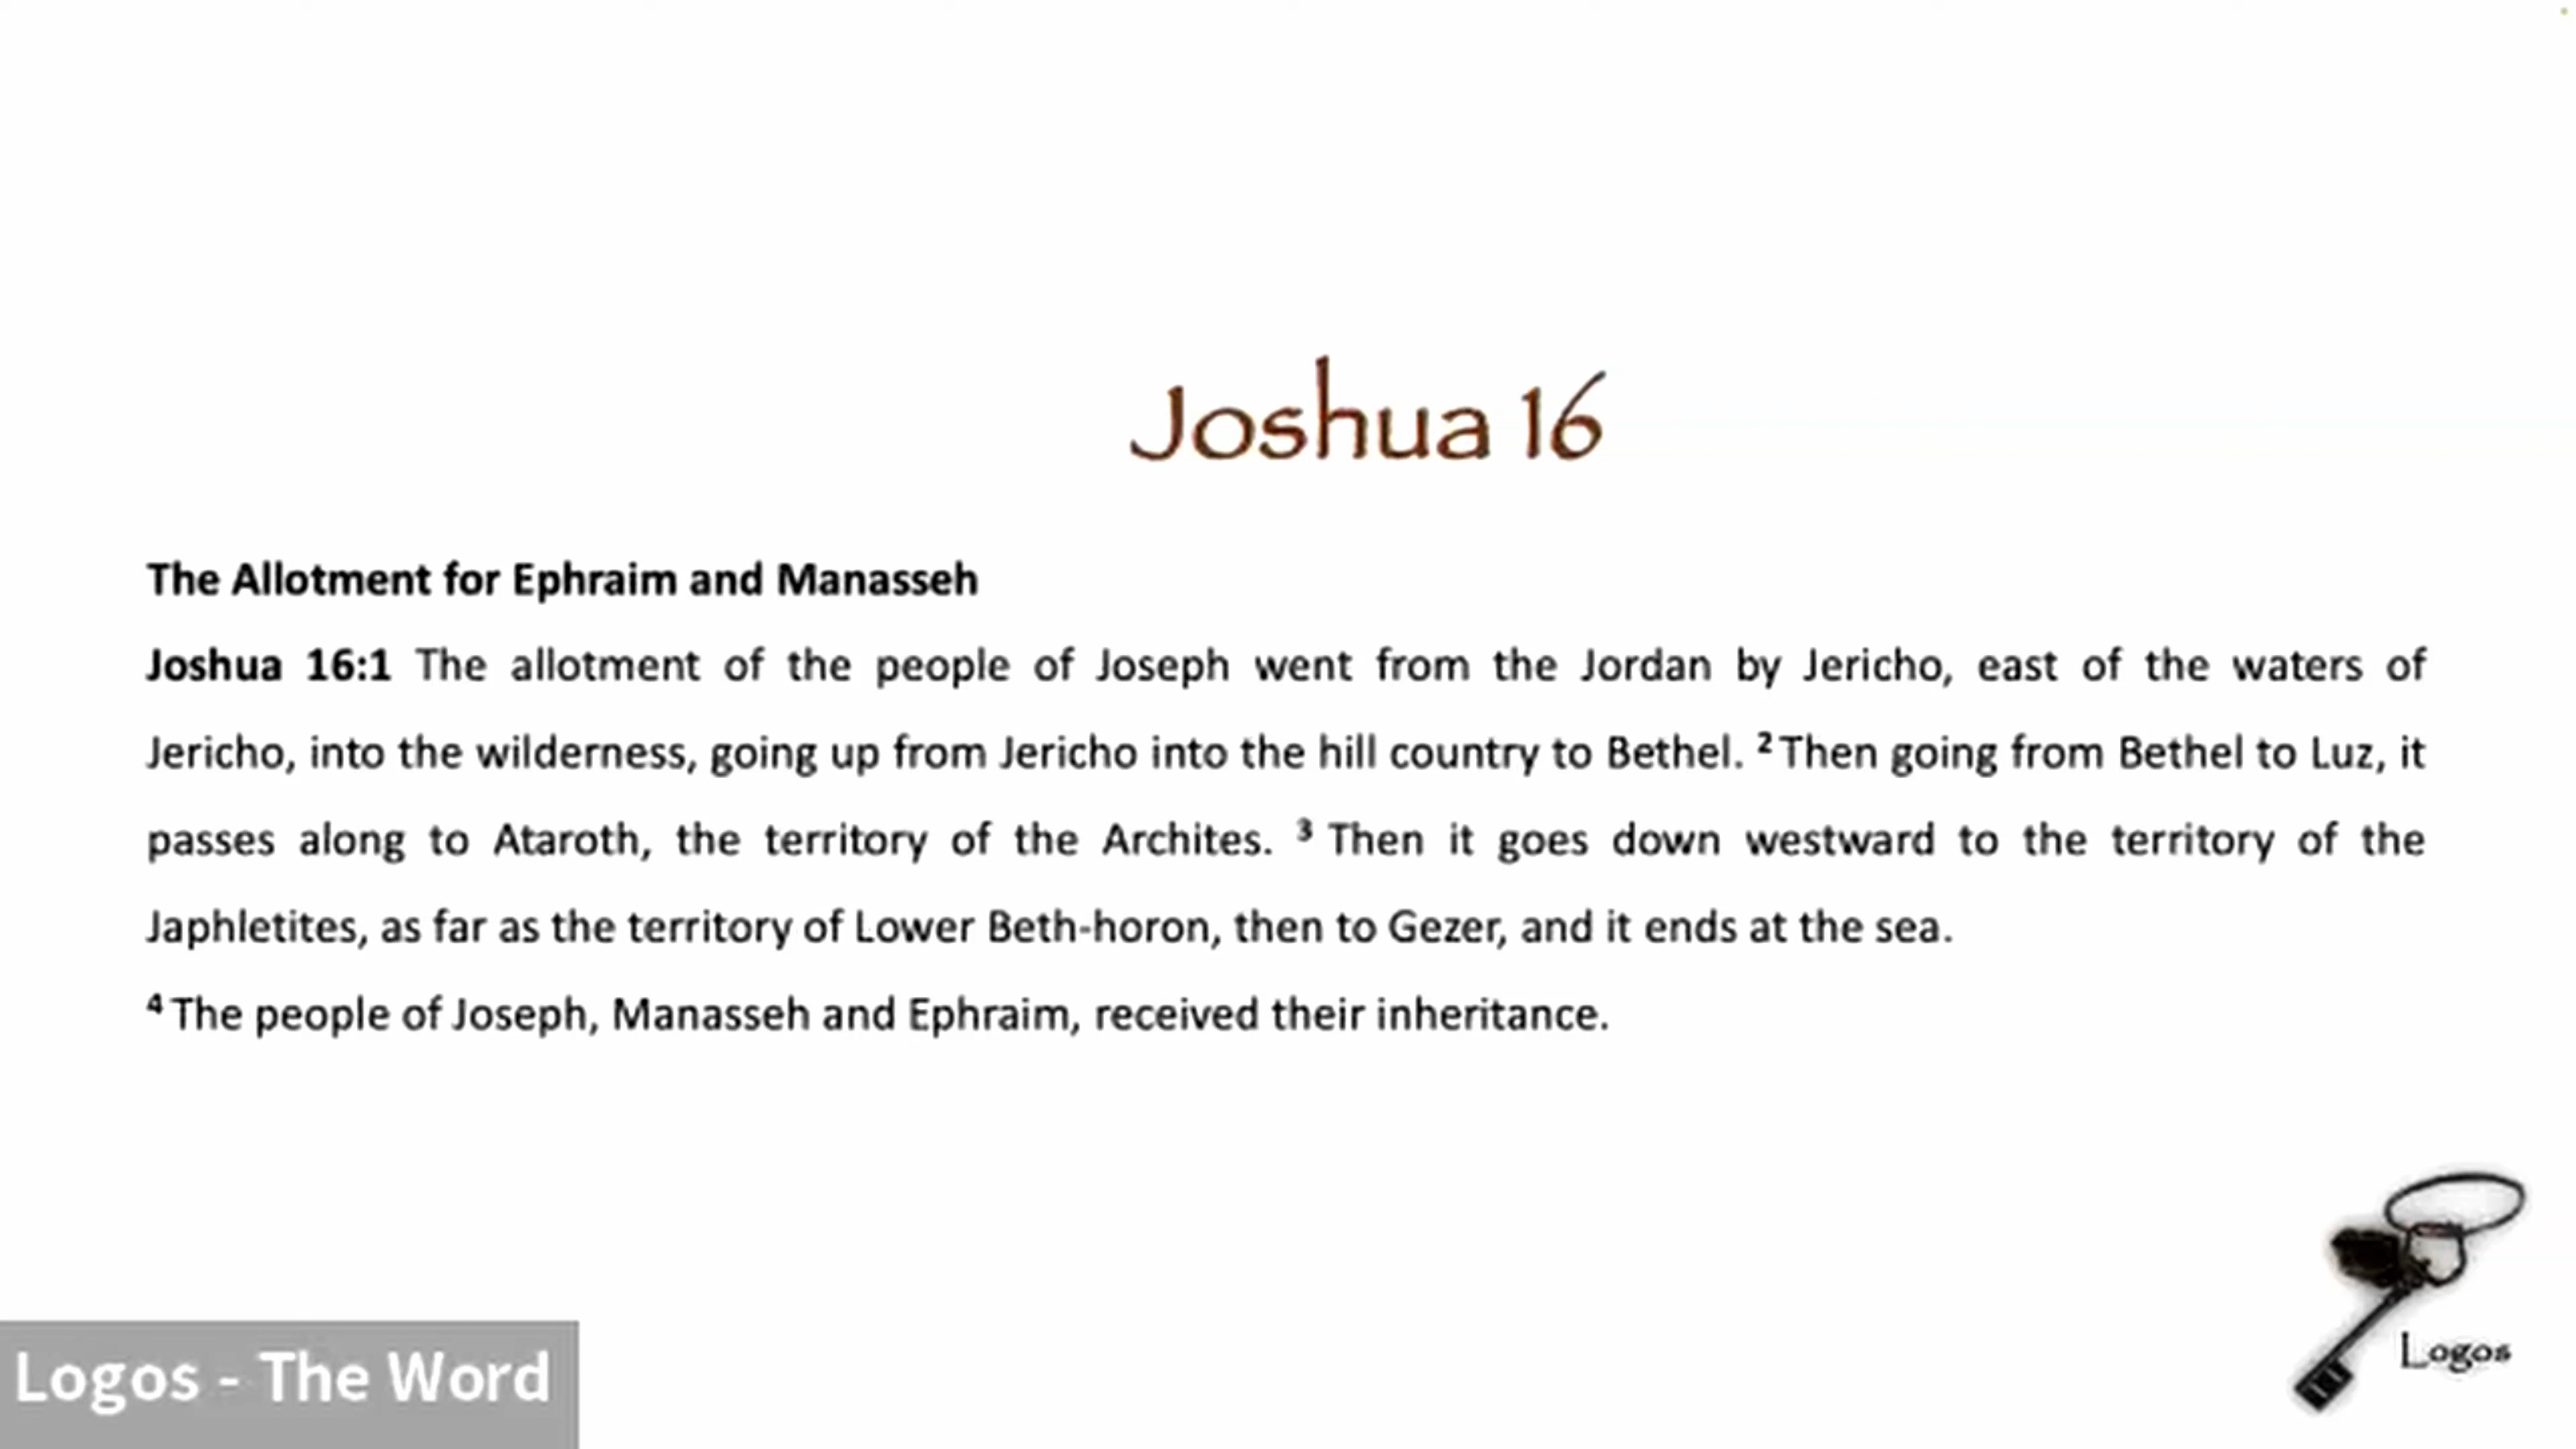 Joshua 16
The Allotment for Ephraim and Manasseh
Joshua 16:1 The allotment of the people of Joseph went from the Jordan by Jericho, east of the waters of
Jericho, into the wilderness, going up from Jericho into the hill country to Bethel. ² Then going from Bethel to Luz, it
passes along to Ataroth, the territory of the Archites. ³ Then it goes down westward to the territory of the
Japhletites, as far as the territory of Lower Beth-horon, then to Gezer, and it ends at the sea.
⁴ The people of Joseph, Manasseh and Ephraim, received their inheritance.
Logos
Logos - The Word